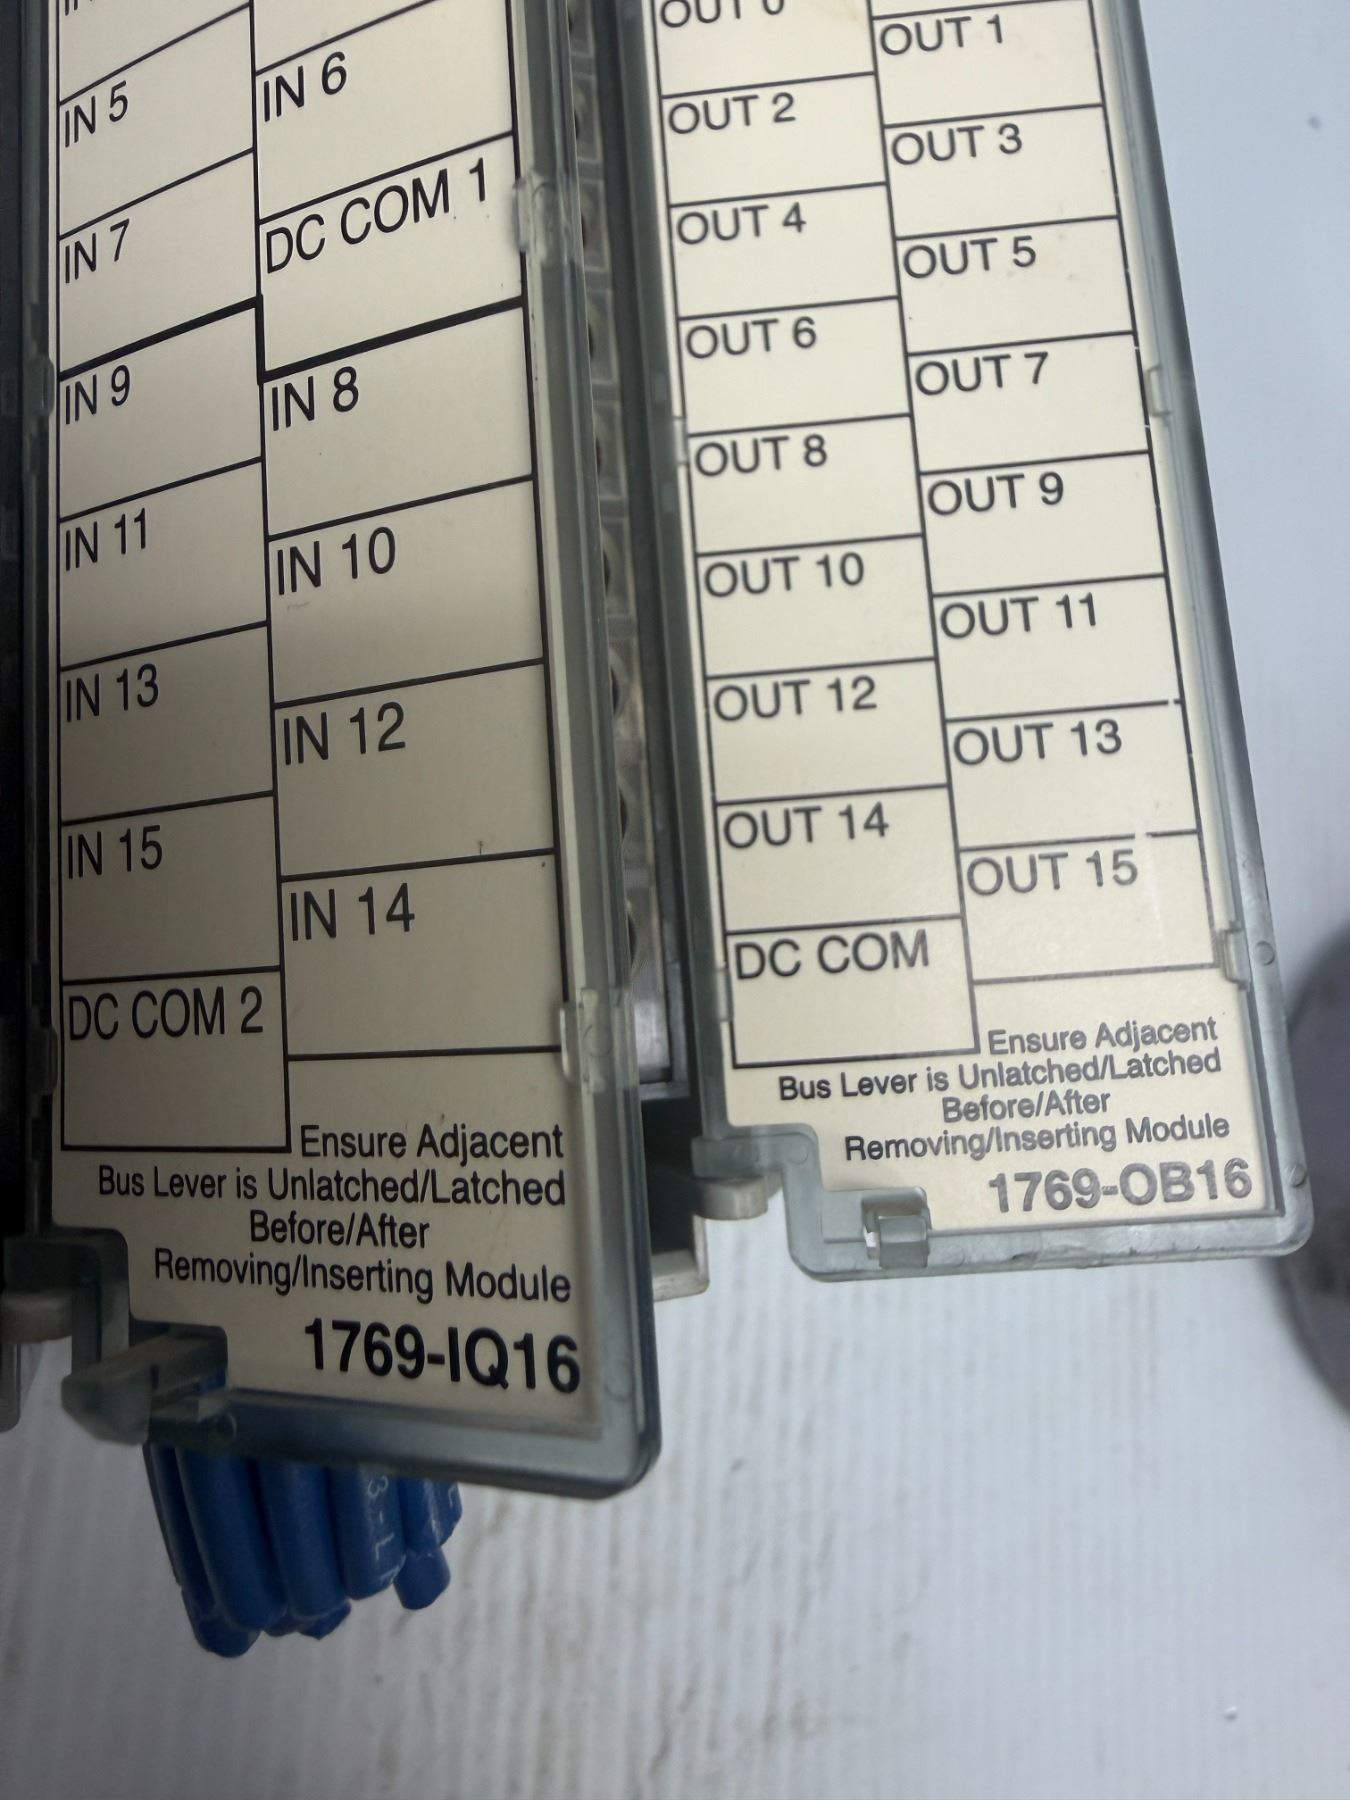 IN 5
IN 6
IN 7
DC COM 1
IN 9
IN 8
IN 11
IN 10
IN 13
IN 12
IN 15
IN 14
DC COM 2
Ensure Adjacent
Bus Lever is Unlatched/Latched
Before/After
Removing/Inserting Module
1769-IQ16
OUT 0
OUT 1
OUT 2
OUT 3
OUT 4
OUT 5
OUT 6
OUT 7
OUT 8
OUT 9
OUT 10
OUT 11
OUT 12
OUT 13
OUT 14
OUT 15
DC COM
Ensure Adjacent
Bus Lever is Unlatched/Latched
Before/After
Removing/Inserting Module
1769-OB16